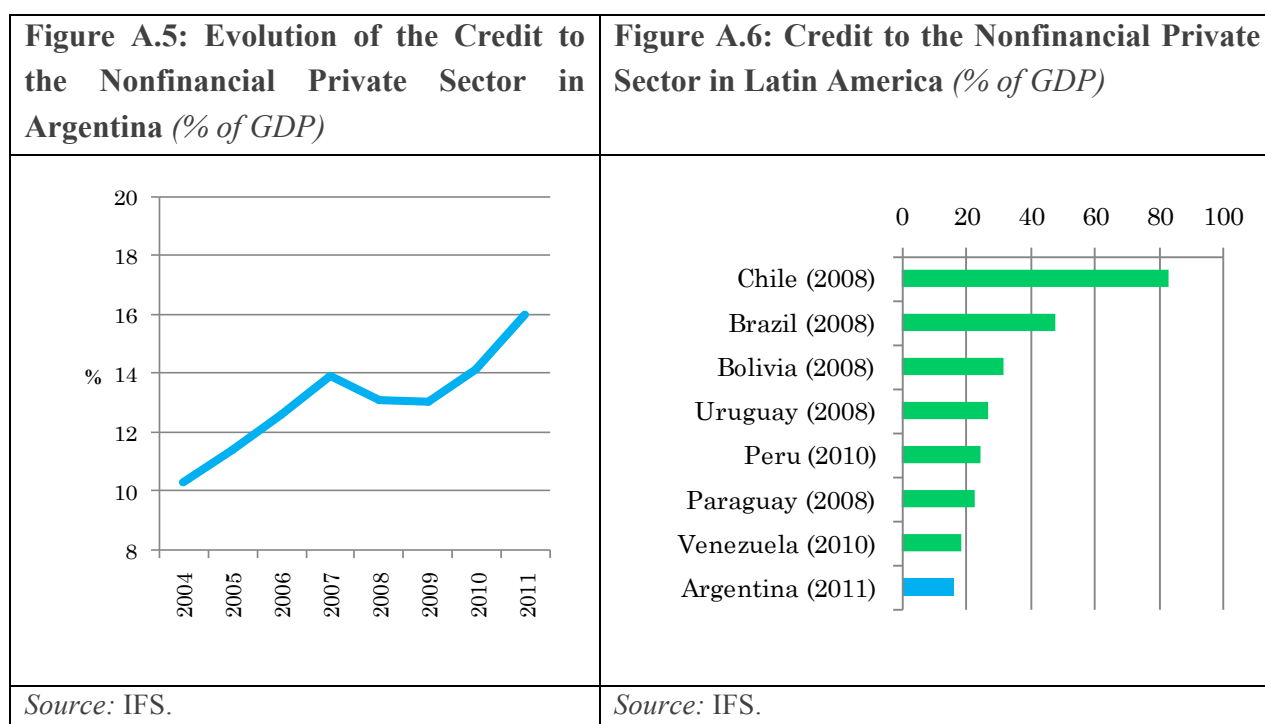 Figure A.5: Evolution of the Credit to
the Nonfinancial Private Sector in
Argentina (% of GDP)
Figure A.6: Credit to the Nonfinancial Private
Sector in Latin America (% of GDP)
20
18
16
14
12
10
8
%
2004
2005
2006
2007
2008
2009
2010
2011
0 20 40 60 80 100
Chile (2008)
Brazil (2008)
Bolivia (2008)
Uruguay (2008)
Peru (2010)
Paraguay (2008)
Venezuela (2010)
Argentina (2011)
Source: IFS.
Source: IFS.